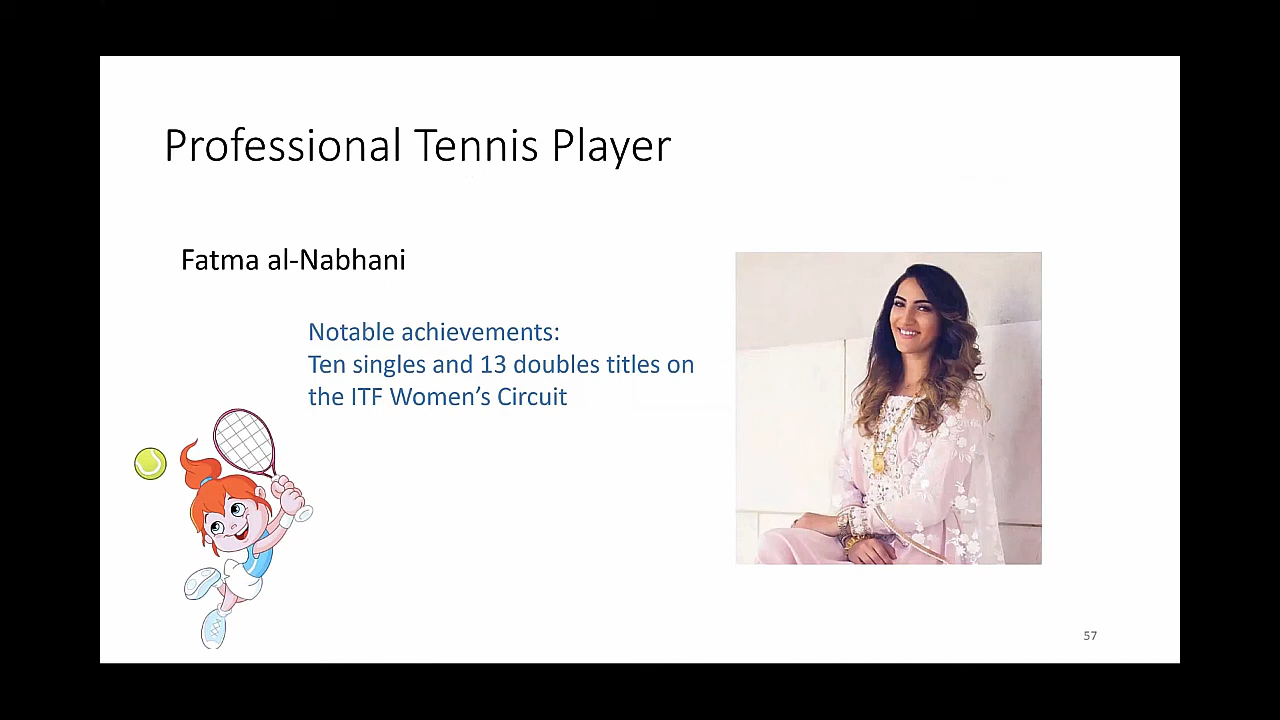 Professional Tennis Player
Fatma al-Nabhani
Notable achievements:
Ten singles and 13 doubles titles on
the ITF Women’s Circuit
57